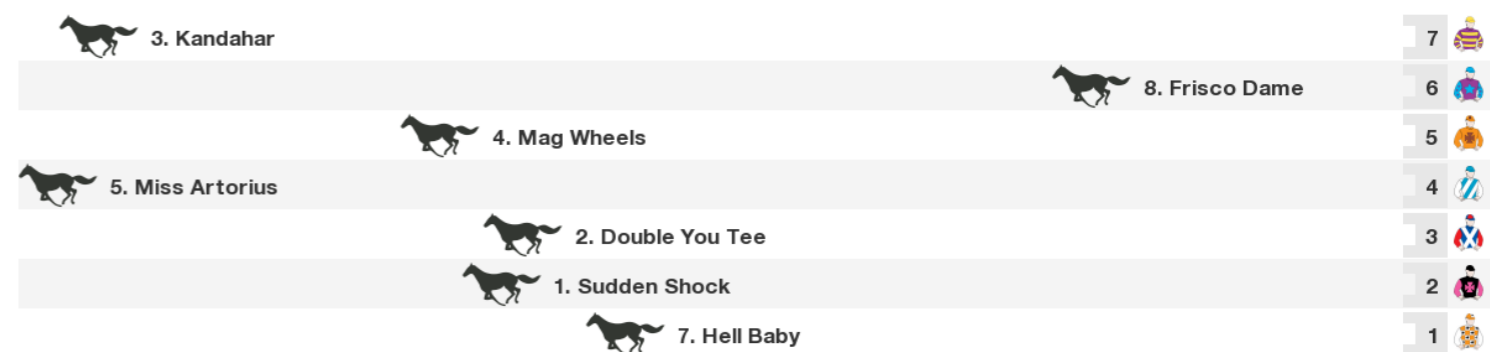 3. Kandahar 7
8. Frisco Dame 6
4. Mag Wheels 5
5. Miss Artorius 4
2. Double You Tee 3
1. Sudden Shock 2
7. Hell Baby 1